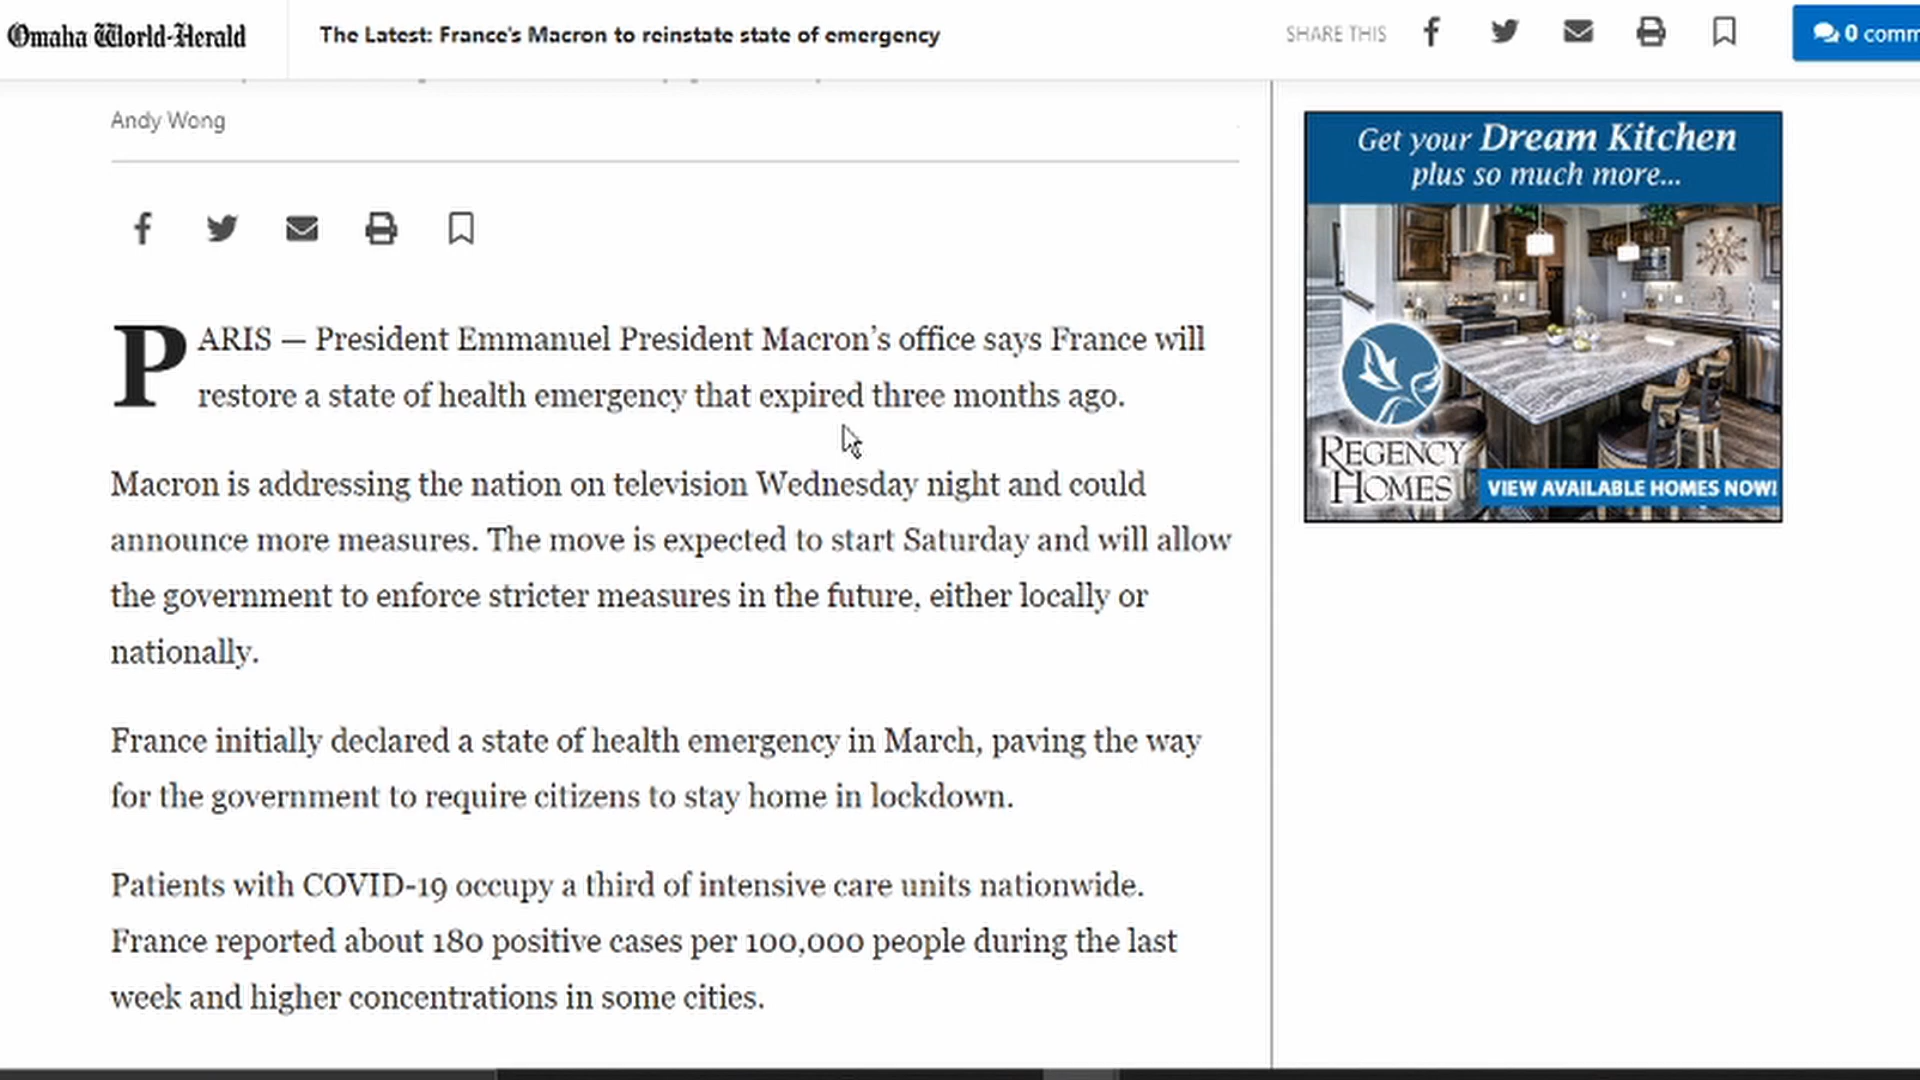 Omaha World-Herald
The Latest: France's Macron to reinstate state of emergency
SHARE THIS
0 comm
Andy Wong
PARIS — President Emmanuel President Macron's office says France will
restore a state of health emergency that expired three months ago.
Macron is addressing the nation on television Wednesday night and could
announce more measures. The move is expected to start Saturday and will allow
the government to enforce stricter measures in the future, either locally or
nationally.
France initially declared a state of health emergency in March, paving the way
for the government to require citizens to stay home in lockdown.
Patients with COVID-19 occupy a third of intensive care units nationwide.
France reported about 180 positive cases per 100,000 people during the last
week and higher concentrations in some cities.
Get your Dream Kitchen
plus so much more...
REGENCY
HOMES
VIEW AVAILABLE HOMES NOW!